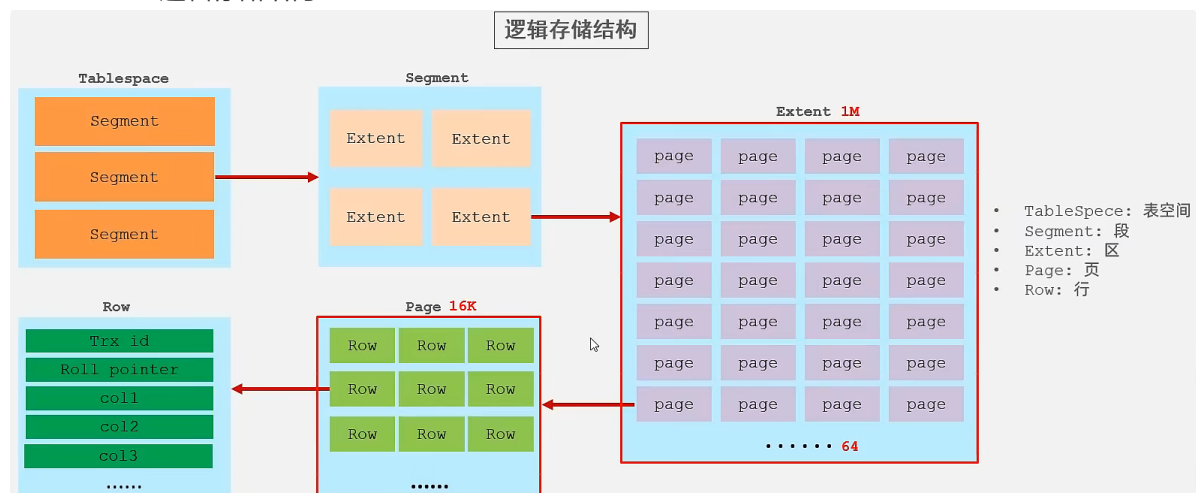 逻辑存储结构
Tablespace
Segment
Segment
Segment
Segment
Extent Extent
Extent Extent
Extent 1M
page page page page
page page page page
page page page page
page page page page
page page page page
page page page page
page page page page
······ 64
• TableSpece: 表空间
• Segment: 段
• Extent: 区
• Page: 页
• Row: 行
Row
Trx id
Roll pointer
col1
col2
col3
······
Page 16K
Row Row Row
Row Row Row
Row Row Row
······